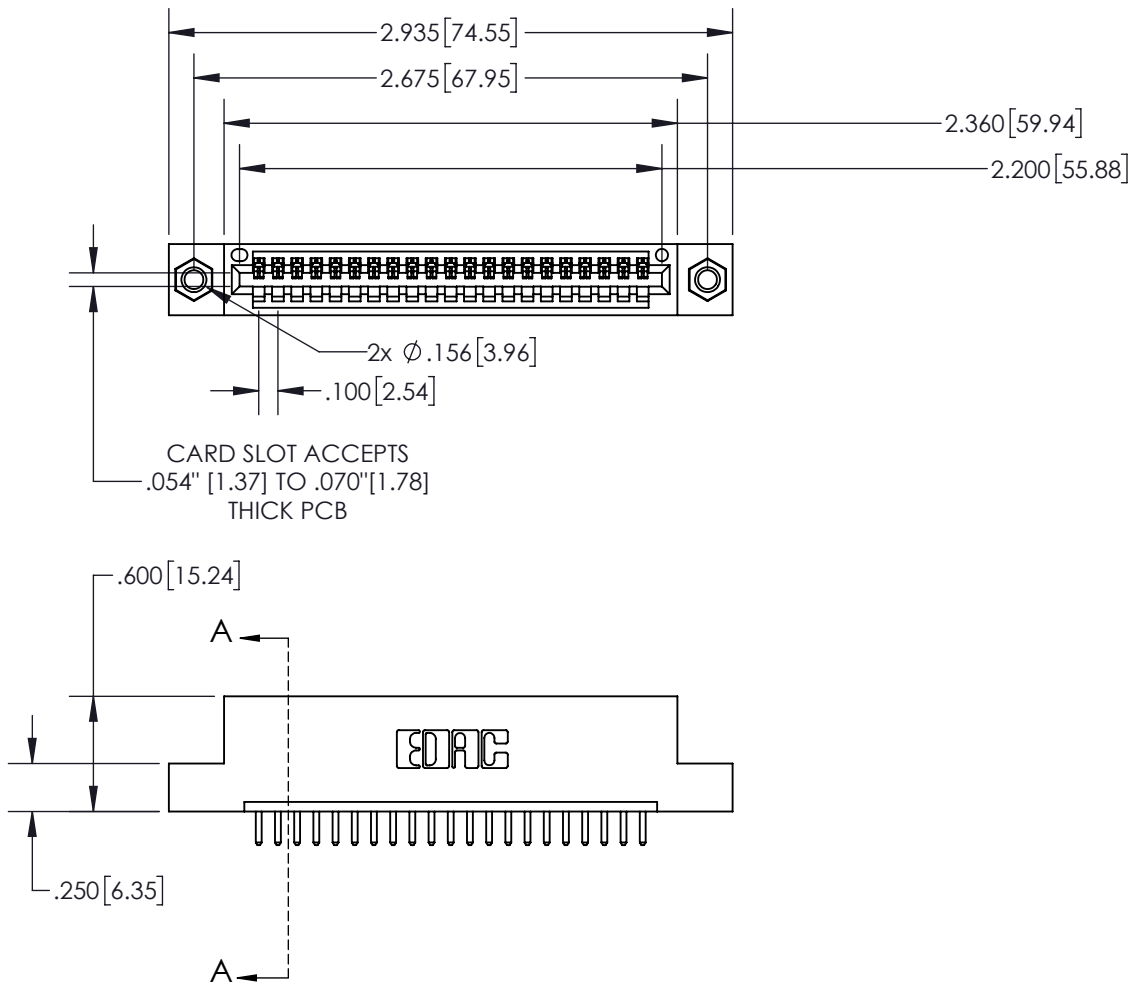 2.935[74.55]
2.675[67.95]
2.360[59.94]
2.200[55.88]
2x Ø.156[3.96]
.100[2.54]
CARD SLOT ACCEPTS
.054" [1.37] TO .070"[1.78]
THICK PCB
.600[15.24]
A
EDAC
.250[6.35]
A